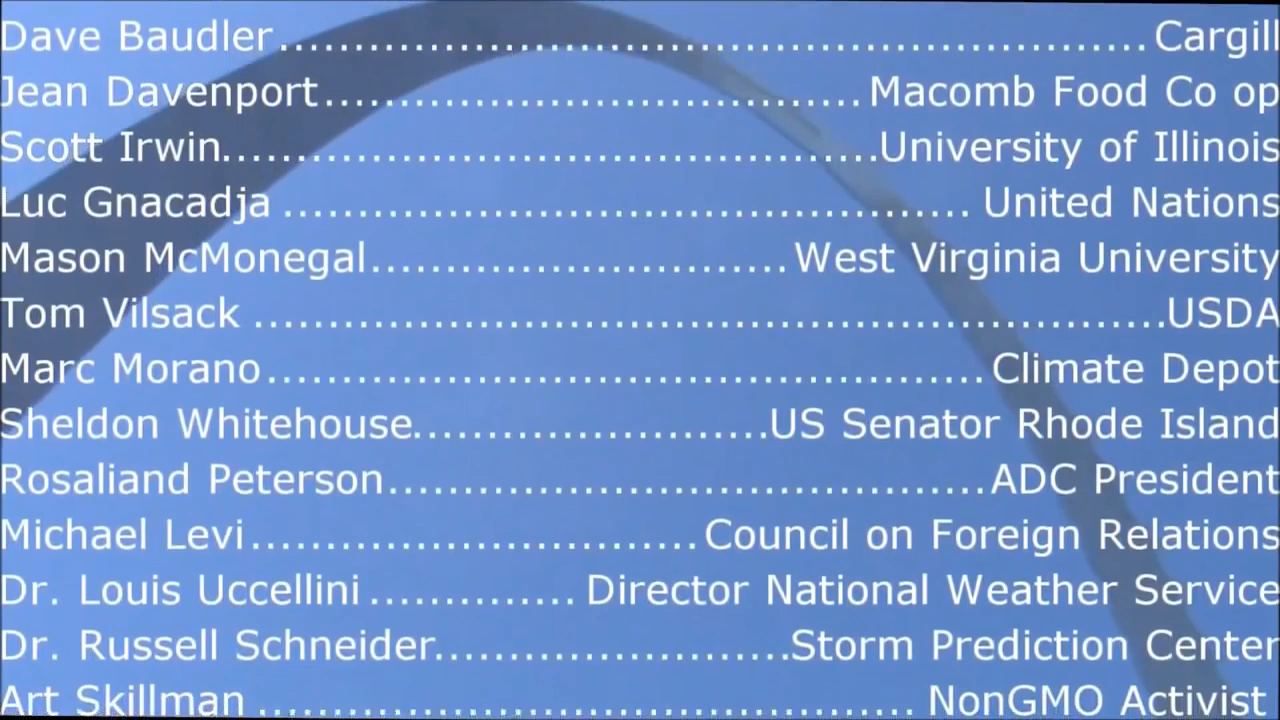 Dave Baudler.......................................................... Cargill
Jean Davenport.................................... Macomb Food Co op
Scott Irwin............................................University of Illinois
Luc Gnacadja .............................................. United Nations
Mason McMonegal............................ West Virginia University
Tom Vilsack .............................................................USDA
Marc Morano................................................ Climate Depot
Sheldon Whitehouse........................US Senator Rhode Island
Rosaliand Peterson........................................ ADC President
Michael Levi.............................. Council on Foreign Relations
Dr. Louis Uccellini .............. Director National Weather Service
Dr. Russell Schneider........................Storm Prediction Center
Art Skillman ............................................ NonGMO Activist